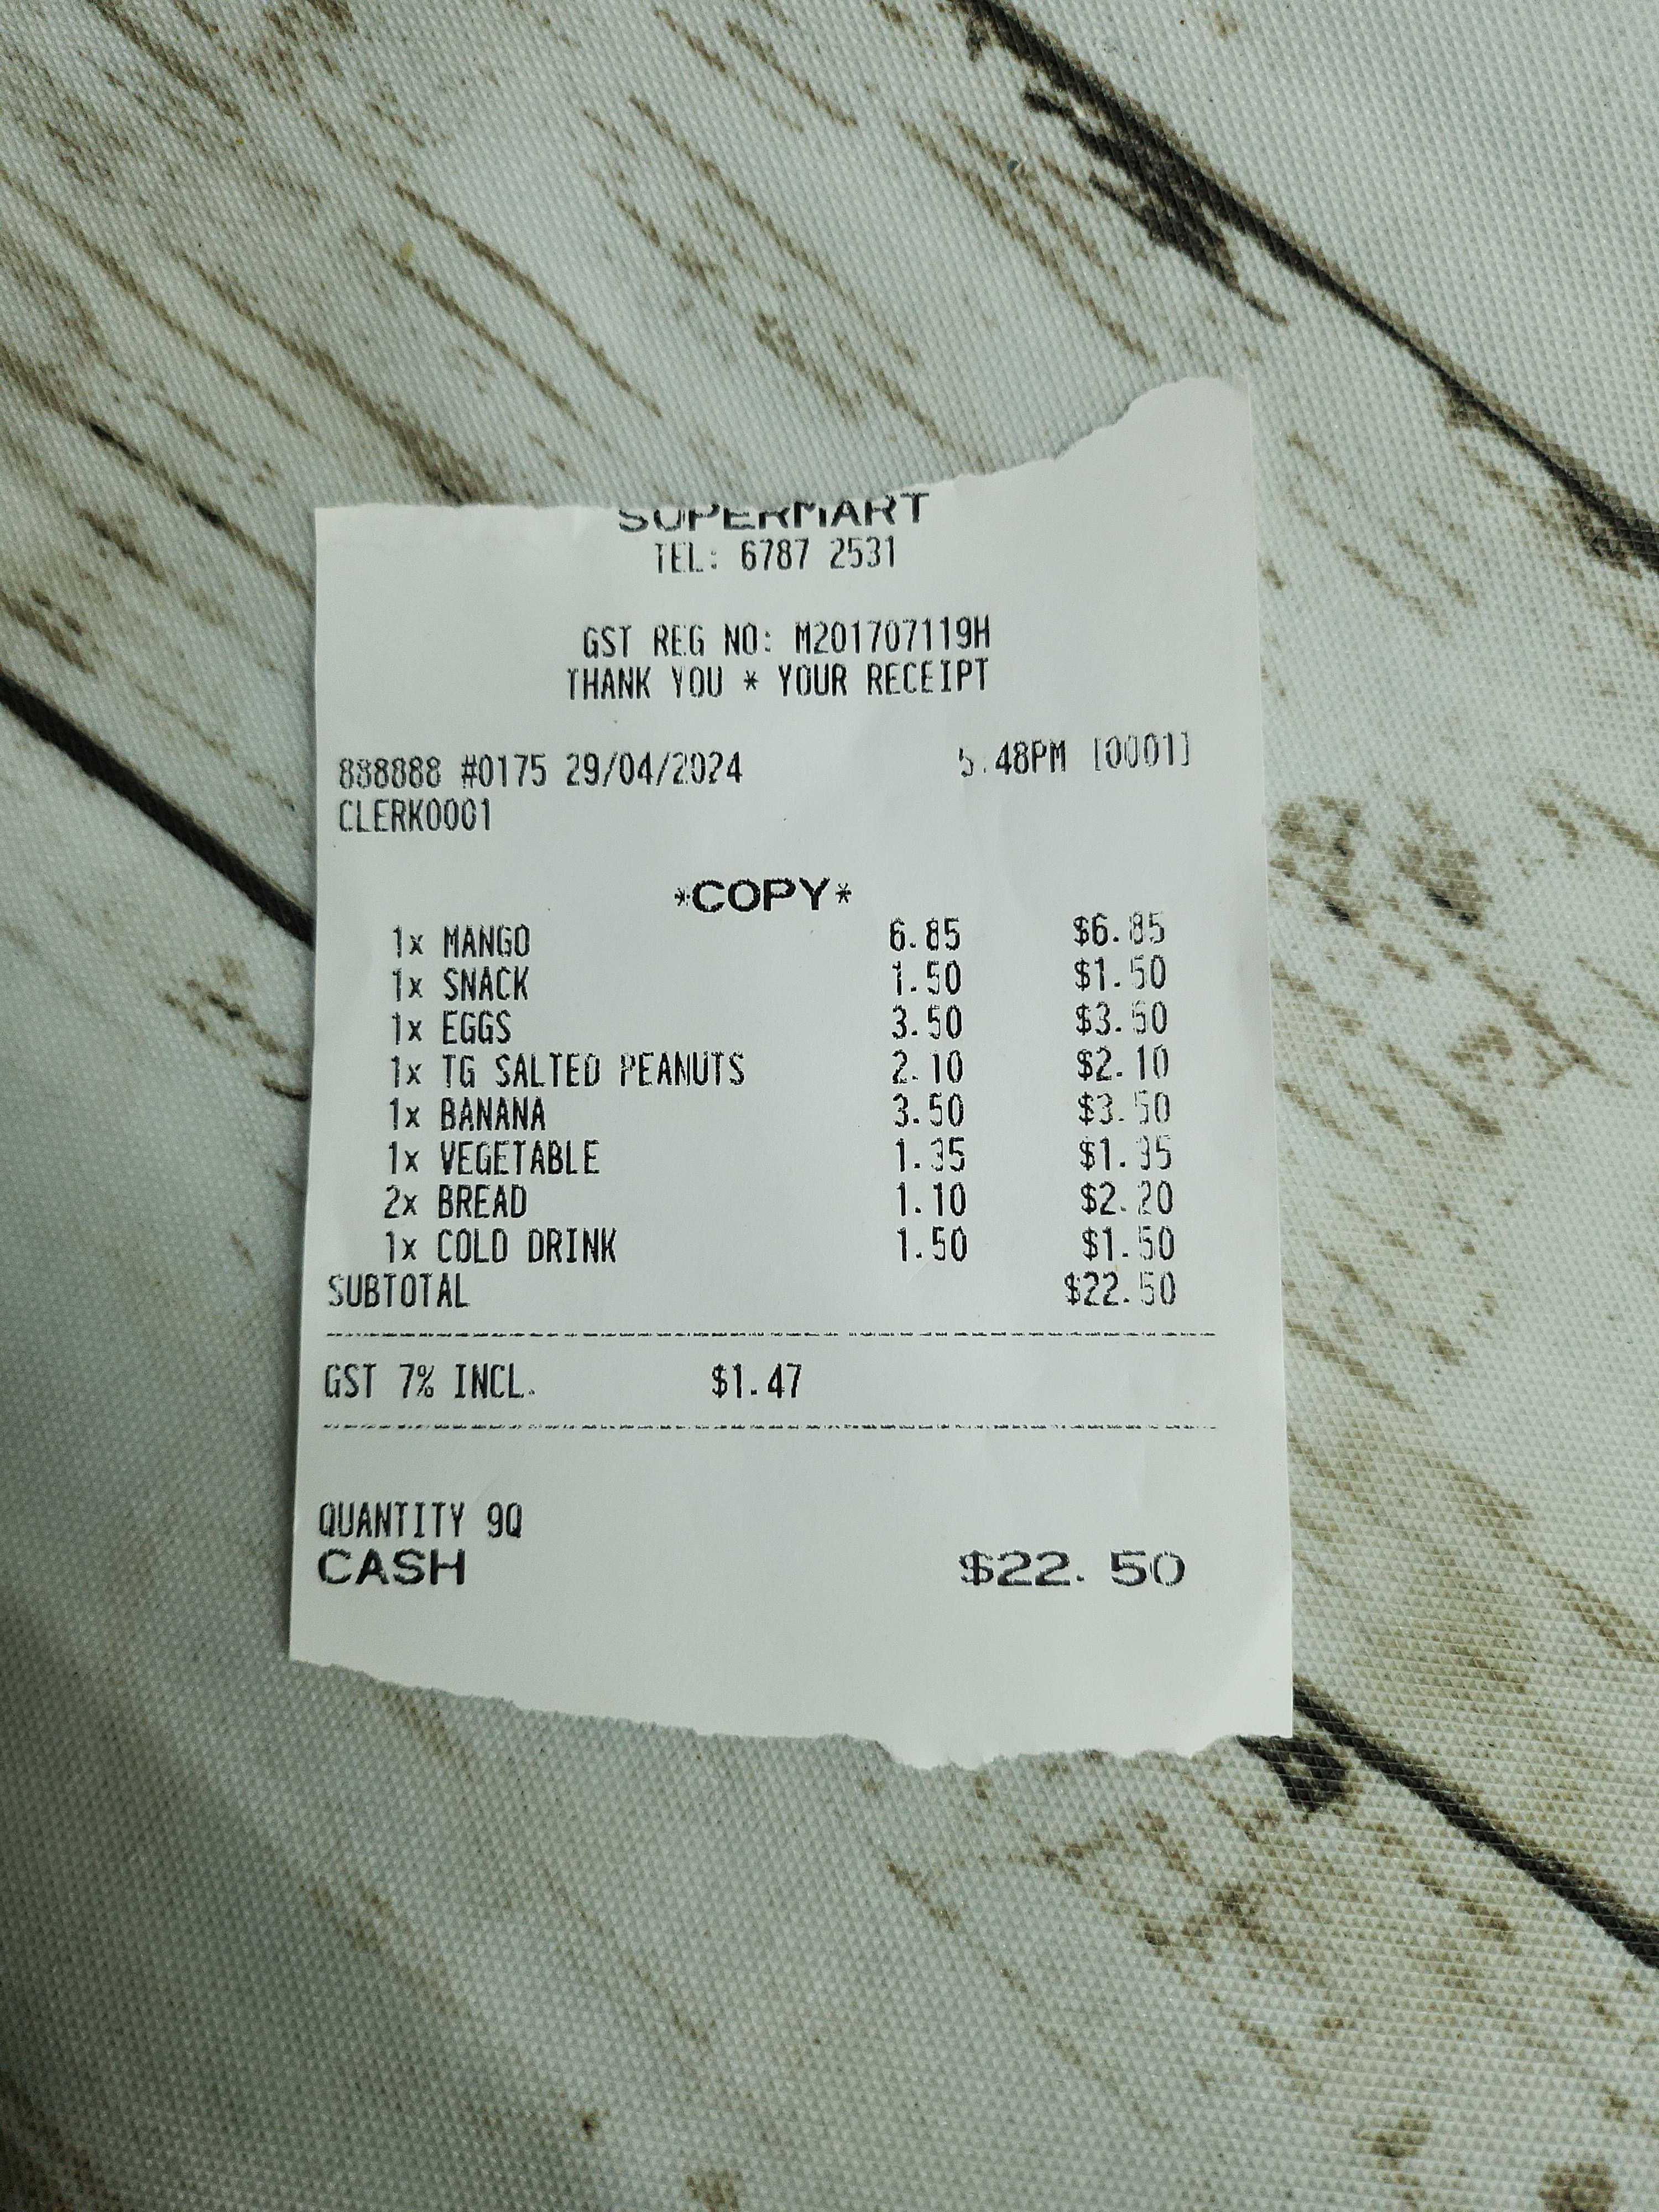 SUPERMART
TEL: 6787 2531
GST REG NO: M201707119H
THANK YOU * YOUR RECEIPT
888888 #0175 29/04/2024 5:48PM [0001]
CLERK0001
*COPY*
1x MANGO 6.85 $6.85
1x SNACK 1.50 $1.50
1x EGGS 3.50 $3.50
1x TG SALTED PEANUTS 2.10 $2.10
1x BANANA 3.50 $3.50
1x VEGETABLE 1.35 $1.35
2x BREAD 1.10 $2.20
1x COLD DRINK 1.50 $1.50
SUBTOTAL $22.50
GST 7% INCL. $1.47
QUANTITY 9Q
CASH $22.50